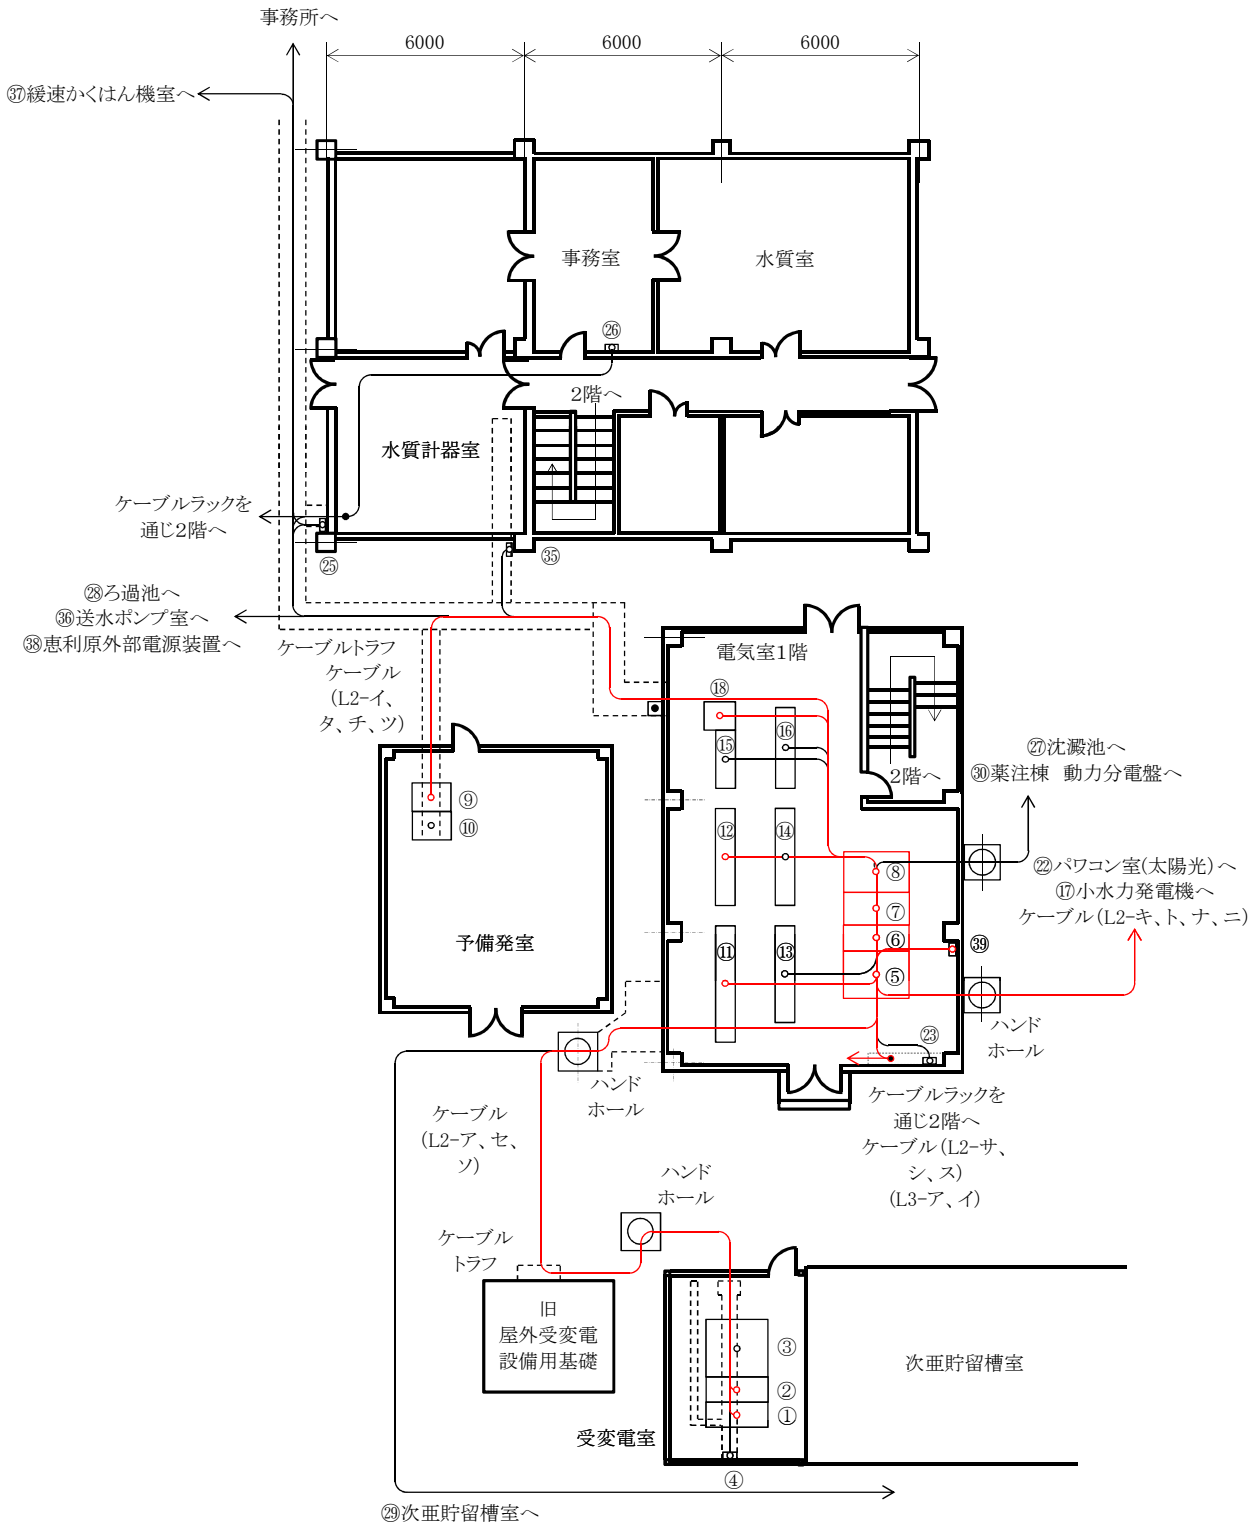 事務所へ
6000
6000
6000
㊲緩速かくはん機室へ
事務室
水質室
㉖
2階へ
水質計器室
ケーブルラックを
通じ2階へ
㉕
㉟
㉘ろ過池へ
㊱送水ポンプ室へ
㊳恵利原外部電源装置へ
ケーブルトラフ
ケーブル
(L2-イ、
タ、チ、ツ)
電気室1階
⑱
⑯
⑮
2階へ
㉗沈澱池へ
㉚薬注棟 動力分電盤へ
⑨
⑩
⑫
⑭
⑧
㉒パワコン室(太陽光)へ
⑰小水力発電機へ
ケーブル(L2-キ、ト、ナ、ニ)
⑦
予備発室
⑥
⑪
⑬
㊴
⑤
ハンド
ホール
㉓
ハンド
ホール
ケーブルラックを
通じ2階へ
ケーブル(L2-サ、
シ、ス)
(L3-ア、イ)
ケーブル
(L2-ア、セ、
ソ)
ハンド
ホール
ケーブル
トラフ
旧
屋外受変電
設備用基礎
③
②
①
次亜貯留槽室
受変電室
④
㉙次亜貯留槽室へ